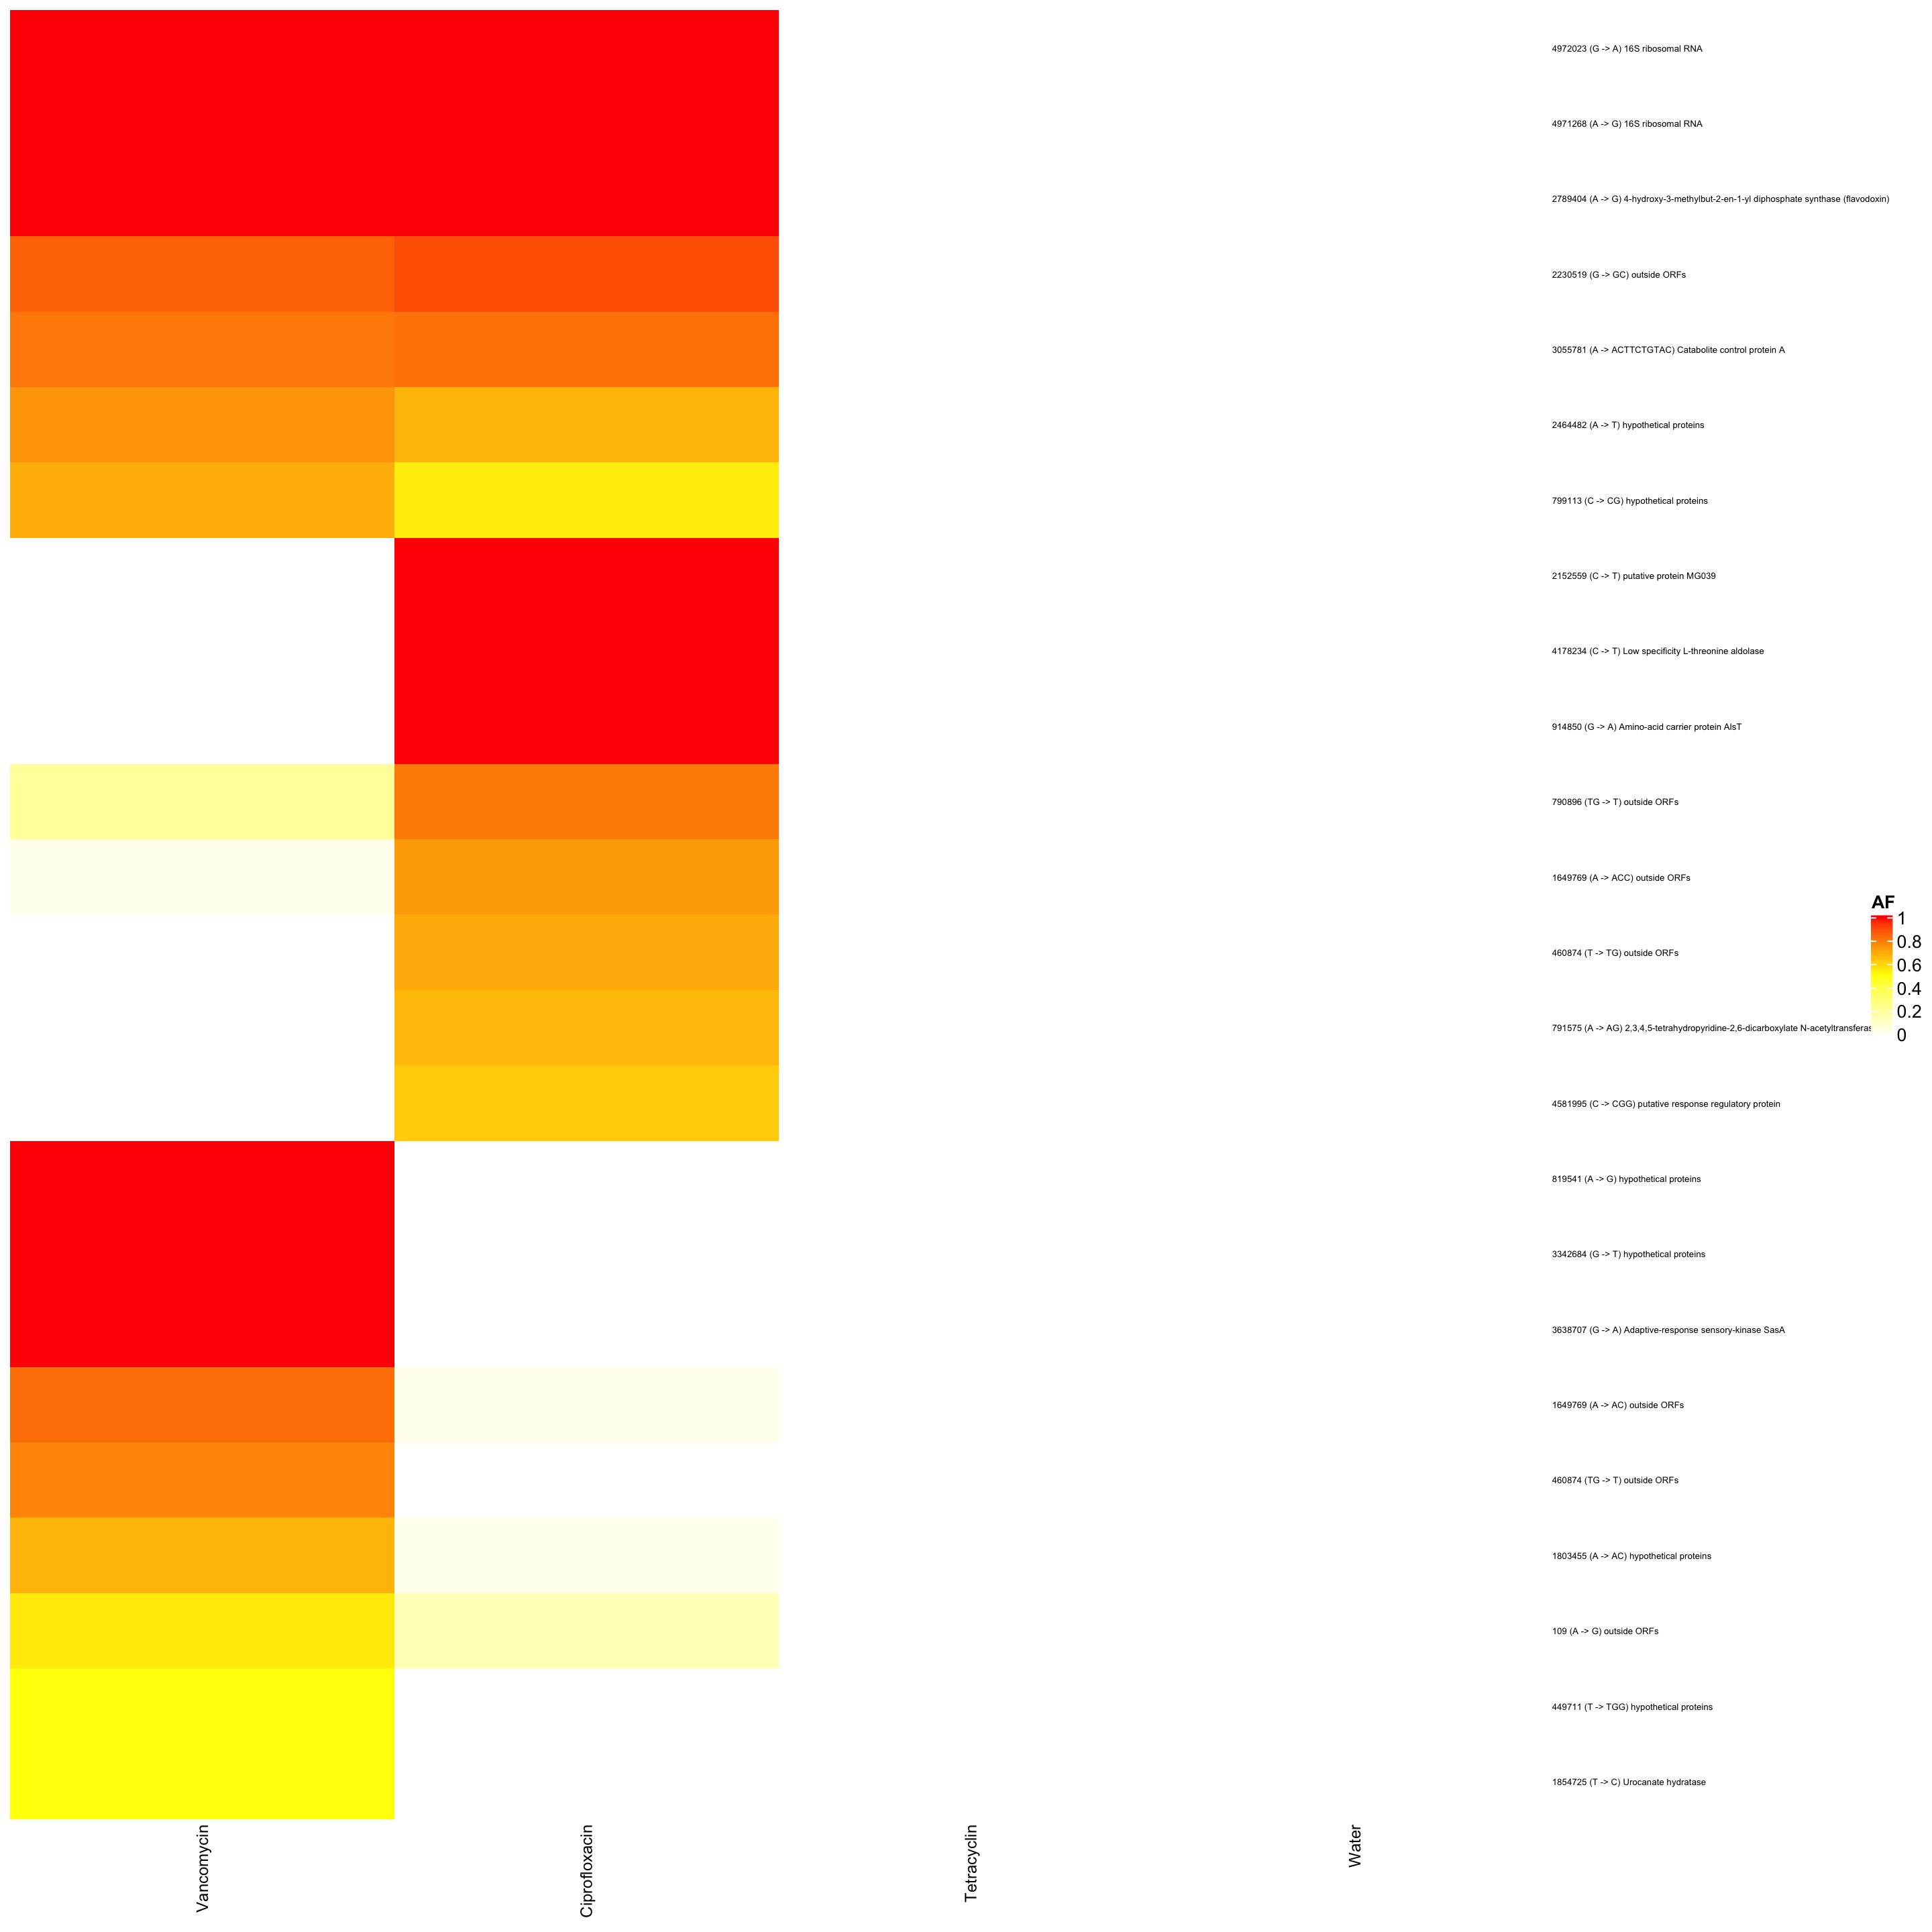 4972023 (G -> A) 16S ribosomal RNA
4971268 (A -> G) 16S ribosomal RNA
2789404 (A -> G) 4-hydroxy-3-methylbut-2-en-1-yl diphosphate synthase (flavodoxin)
2230519 (G -> GC) outside ORFs
3055781 (A -> ACTTCTGTAC) Catabolite control protein A
2464482 (A -> T) hypothetical proteins
799113 (C -> CG) hypothetical proteins
2152559 (C -> T) putative protein MG039
4178234 (C -> T) Low specificity L-threonine aldolase
914850 (G -> A) Amino-acid carrier protein AlsT
790896 (TG -> T) outside ORFs
1649769 (A -> ACC) outside ORFs
460874 (T -> TG) outside ORFs
791575 (A -> AG) 2,3,4,5-tetrahydropyridine-2,6-dicarboxylate N-acetyltransferas
4581995 (C -> CGG) putative response regulatory protein
819541 (A -> G) hypothetical proteins
3342684 (G -> T) hypothetical proteins
3638707 (G -> A) Adaptive-response sensory-kinase SasA
1649769 (A -> AC) outside ORFs
460874 (TG -> T) outside ORFs
1803455 (A -> AC) hypothetical proteins
109 (A -> G) outside ORFs
449711 (T -> TGG) hypothetical proteins
1854725 (T -> C) Urocanate hydratase
AF
1
0.8
0.6
0.4
0.2
0
Vancomycin
Ciprofloxacin
Tetracyclin
Water